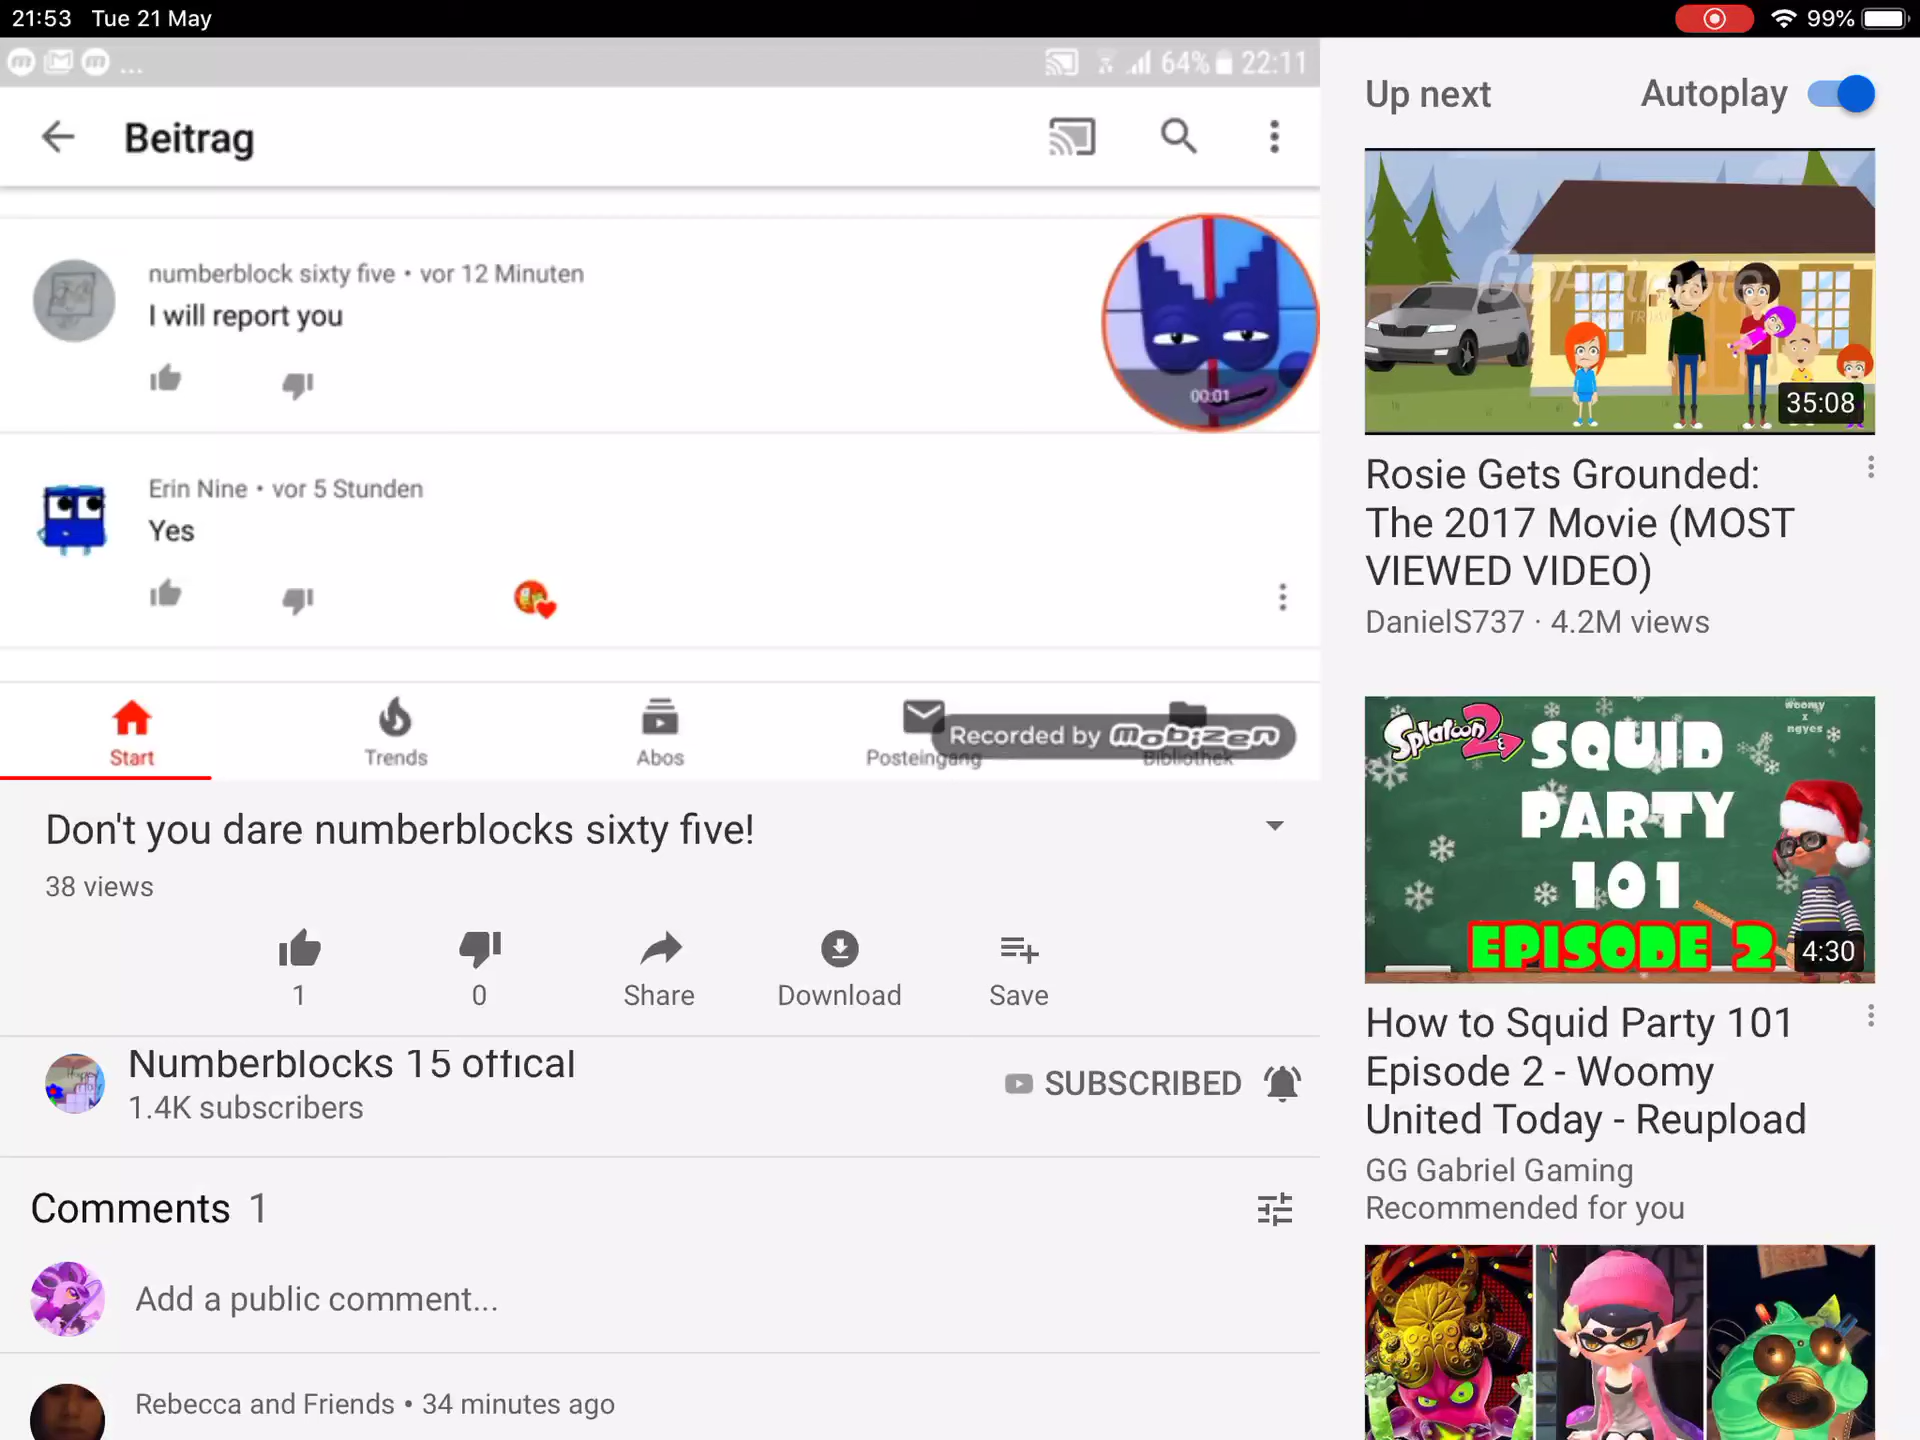 21:53 Tue 21 May
99%
... 64% 22:11
Beitrag
numberblock sixty five • vor 12 Minuten
I will report you
00:01
Erin Nine • vor 5 Stunden
Yes
Start
Trends
Abos
Posteingang
Bibliothek
Recorded by mobizen
Don't you dare numberblocks sixty five!
38 views
1
0
Share
Download
Save
Numberblocks 15 offical
1.4K subscribers
SUBSCRIBED
Comments 1
Add a public comment...
Rebecca and Friends • 34 minutes ago
Up next
Autoplay
GoAnimate
35:08
Rosie Gets Grounded:
The 2017 Movie (MOST
VIEWED VIDEO)
DanielS737 · 4.2M views
Splatoon 2
woomy
x
ngyes
SQUID
PARTY
101
EPISODE 2
4:30
How to Squid Party 101
Episode 2 - Woomy
United Today - Reupload
GG Gabriel Gaming
Recommended for you